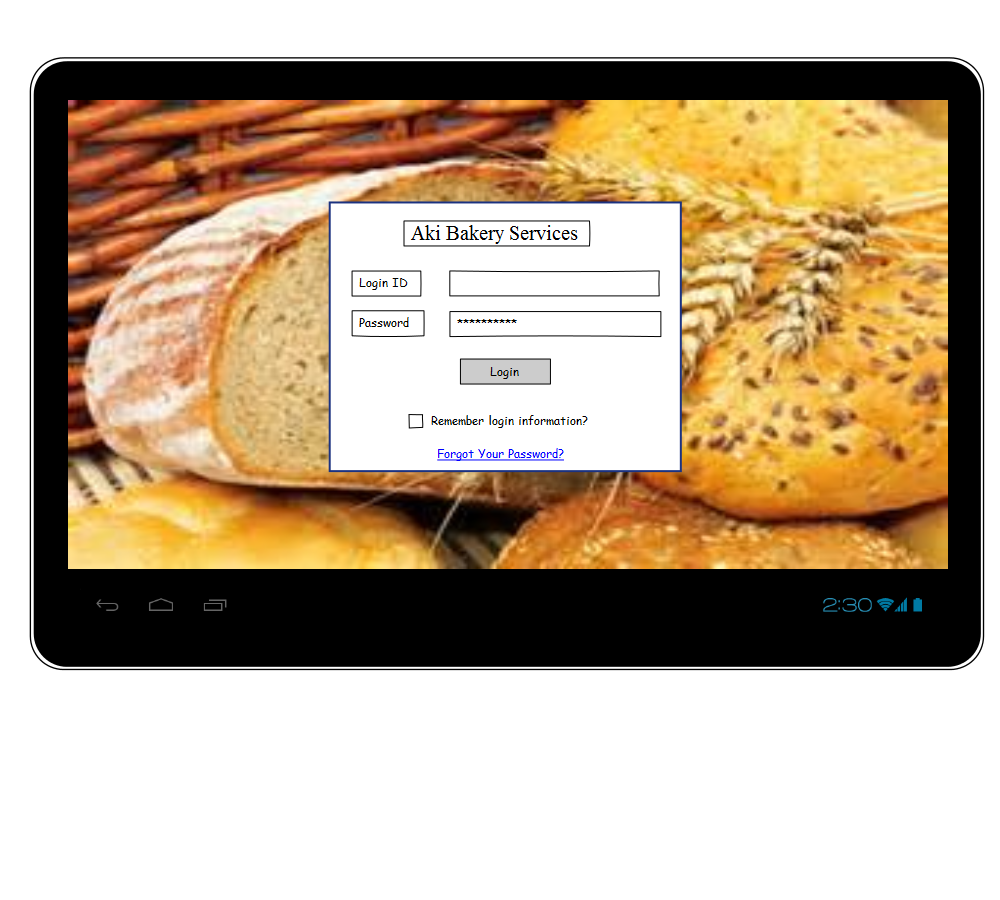 Aki Bakery Services
Login ID
Password
**********
Login
Remember login information?
Forgot Your Password?
2:30